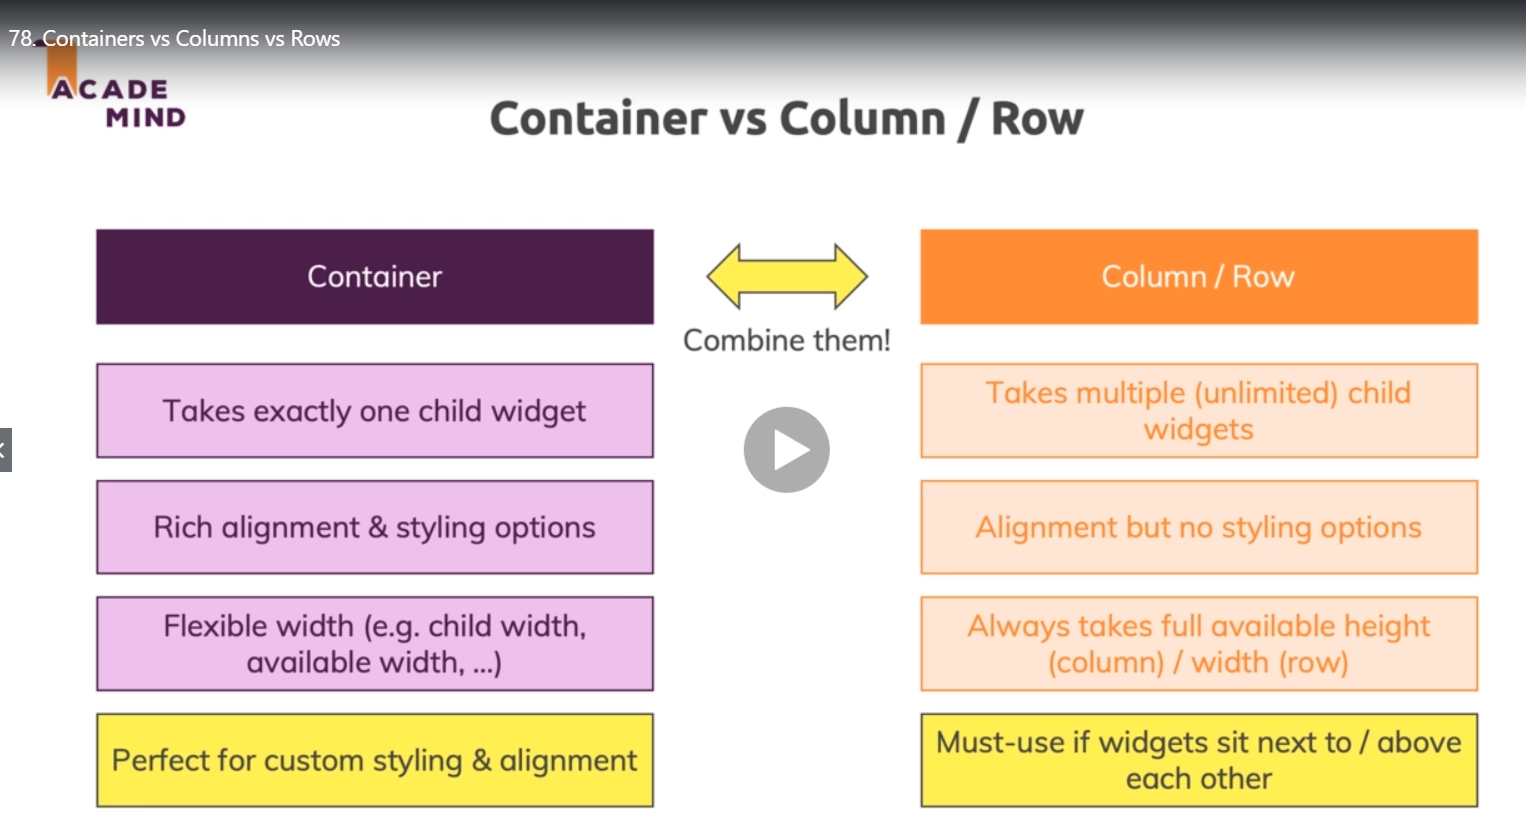 78. Containers vs Columns vs Rows
ACADE
MIND
Container vs Column / Row
Container
Column / Row
Combine them!
Takes exactly one child widget
Takes multiple (unlimited) child
widgets
Rich alignment & styling options
Alignment but no styling options
Flexible width (e.g. child width,
available width, ...)
Always takes full available height
(column) / width (row)
Perfect for custom styling & alignment
Must-use if widgets sit next to / above
each other